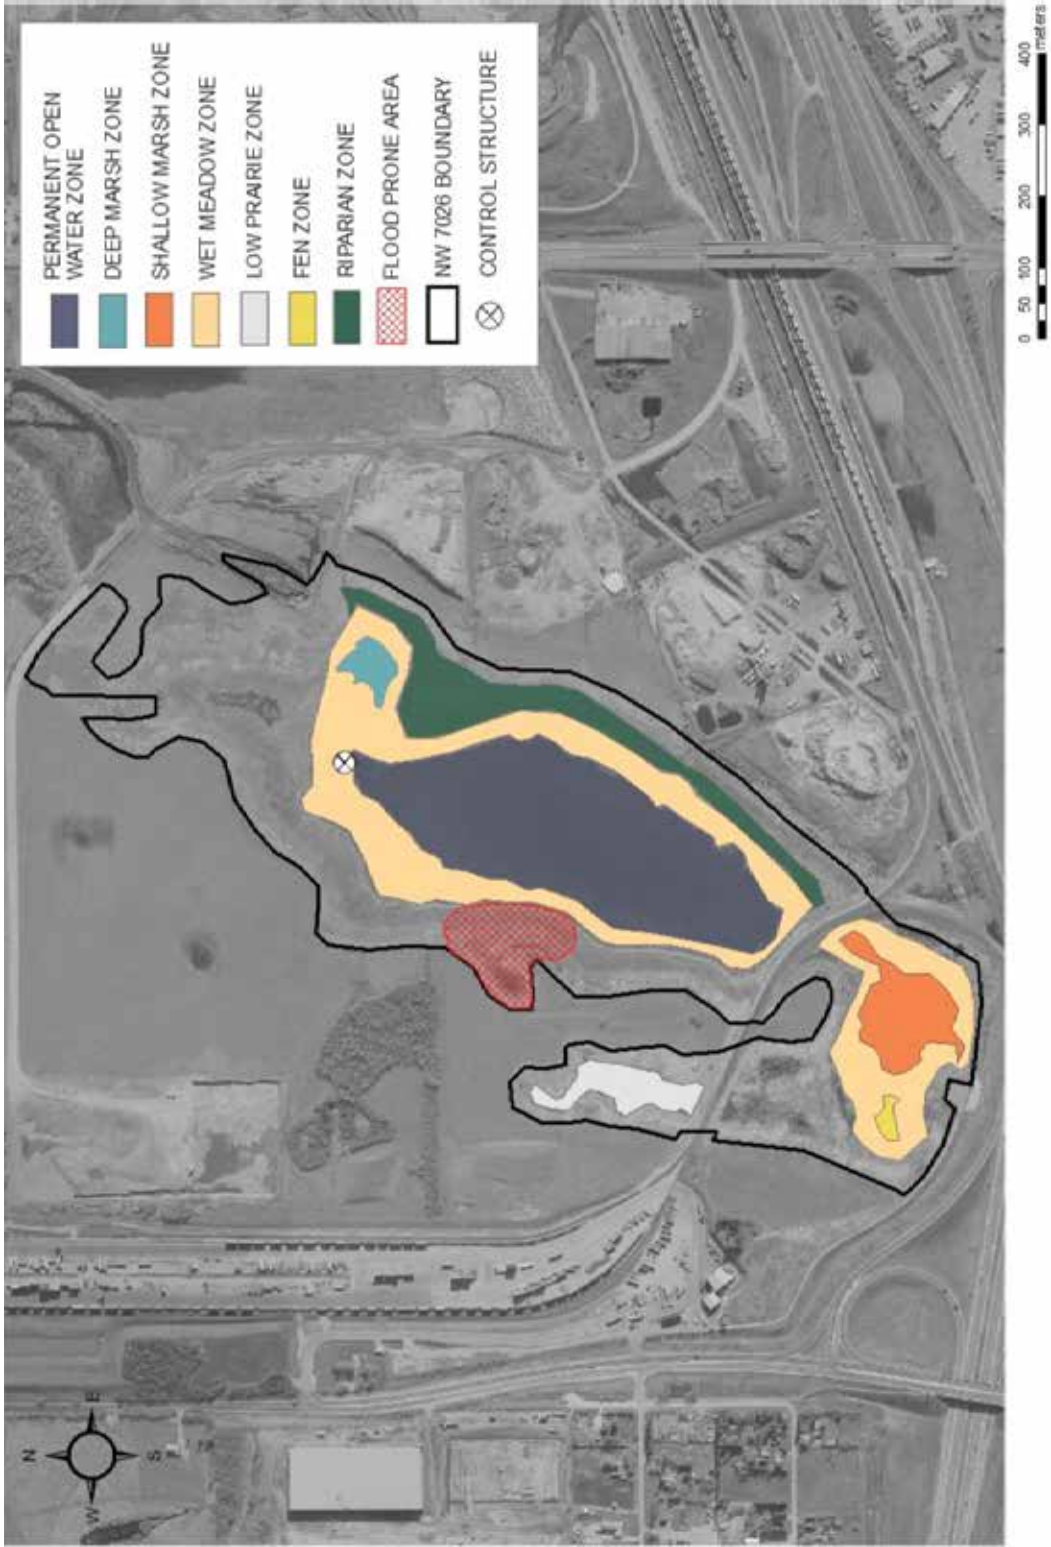 PERMANENT OPEN
WATER ZONE
DEEP MARSH ZONE
SHALLOW MARSH ZONE
WET MEADOW ZONE
LOW PRAIRIE ZONE
FEN ZONE
RIPARIAN ZONE
FLOOD PRONE AREA
NW 7026 BOUNDARY
CONTROL STRUCTURE
N
W E
S
0 50 100 200 300 400
meters